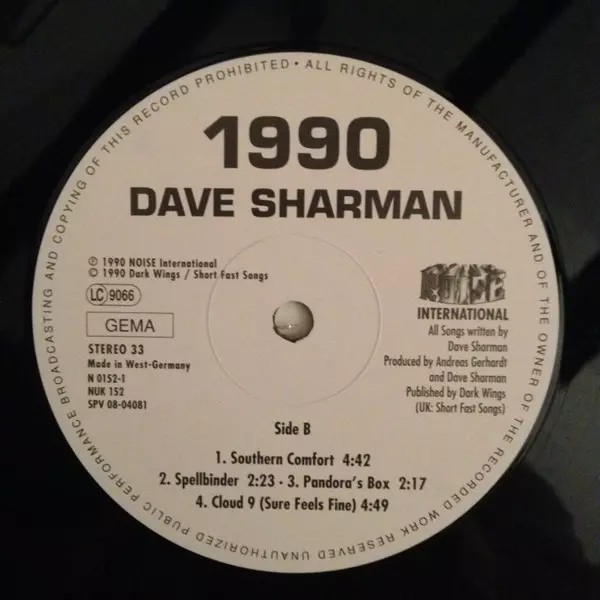 ALL RIGHTS OF THE MANUFACTURER AND OF THE OWNER OF THE RECORDED WORK RESERVED UNAUTHORIZED PUBLIC PERFORMANCE BROADCASTING AND COPYING OF THIS RECORD PROHIBITED •
1990
DAVE SHARMAN
℗ 1990 NOISE International
© 1990 Dark Wings / Short Fast Songs
LC 9066
GEMA
STEREO 33
Made in West-Germany
N 0152-1
NUK 152
SPV 08-04081
NOISE
INTERNATIONAL
All Songs written by
Dave Sharman
Produced by Andreas Gerhardt
and Dave Sharman
Published by Dark Wings
(UK: Short Fast Songs)
Side B
1. Southern Comfort 4:42
2. Spellbinder 2:23 - 3. Pandora's Box 2:17
4. Cloud 9 (Sure Feels Fine) 4:49